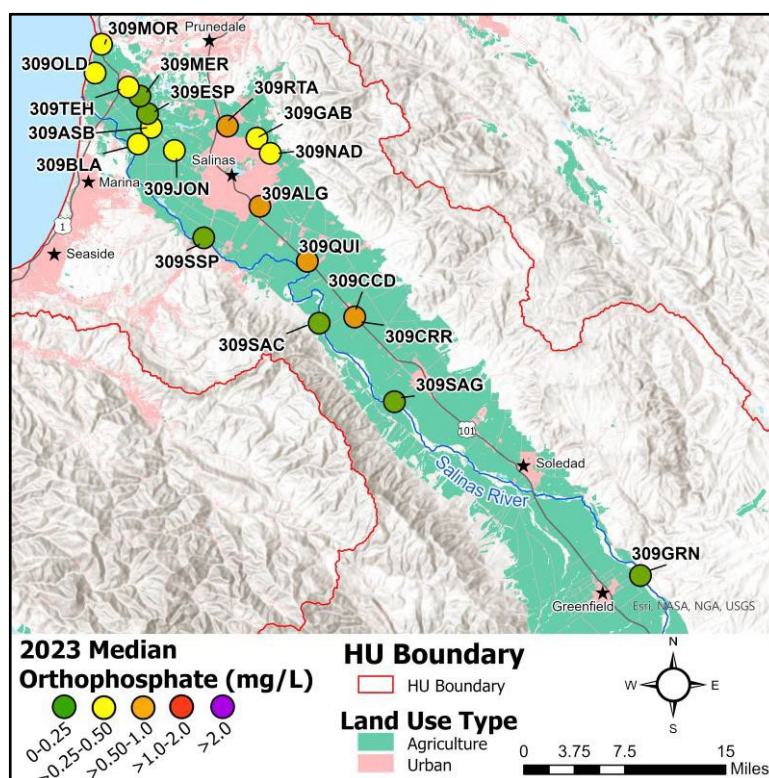 309MOR
Prunedale
309OLD
309MER
309TEH
309ESP
309RTA
309ASB
309GAB
309BLA
Salinas
309NAD
Marina
309JON
309ALG
1
Seaside
309SSP
309QUI
309CCD
309SAC
309CRR
309SAG
101
Soledad
Salinas River
309GRN
Greenfield
Esri, NASA, NGA, USGS
2023 Median
Orthophosphate (mg/L)
0-0.25
>0.25-0.50
>0.50-1.0
>1.0-2.0
>2.0
HU Boundary
HU Boundary
Land Use Type
Agriculture
Urban
N
W E
S
0 3.75 7.5 15
Miles